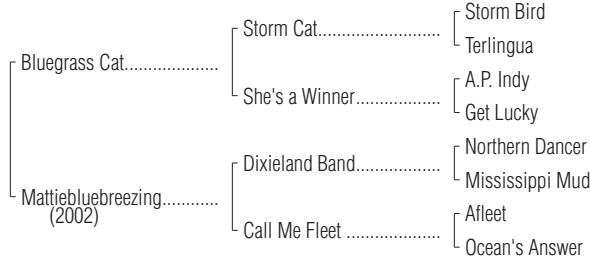 Storm Bird
Storm Cat.........................
Terlingua
Bluegrass Cat...................
A.P. Indy
She's a Winner.................
Get Lucky
Northern Dancer
Dixieland Band.................
Mississippi Mud
Mattiebluebreezing............
(2002)
Afleet
Call Me Fleet ...................
Ocean's Answer